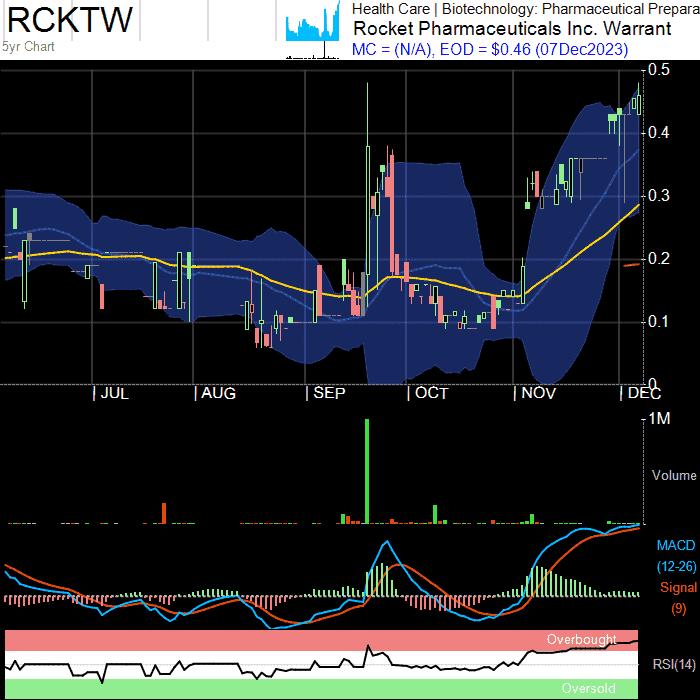 RCKTW
5yr Chart
Health Care | Biotechnology: Pharmaceutical Prepara
Rocket Pharmaceuticals Inc. Warrant
MC = (N/A), EOD = $0.46 (07Dec2023)
0.5
0.4
0.3
0.2
0.1
0
| JUL | AUG | SEP | OCT | NOV | DEC
1M
Volume
MACD
(12-26)
Signal
(9)
Overbought
RSI(14)
Oversold